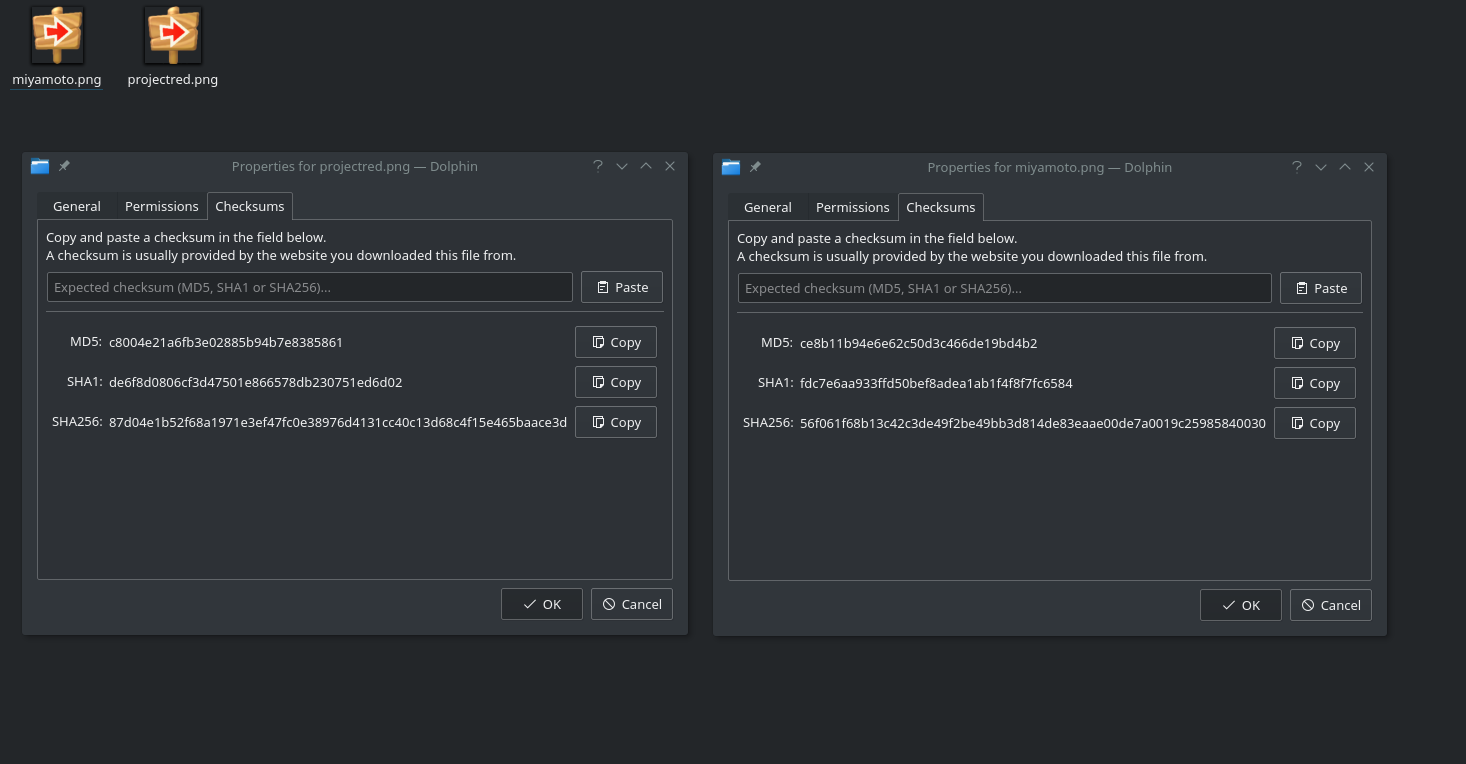 miyamoto.png
projectred.png
Properties for projectred.png — Dolphin
General Permissions Checksums
Copy and paste a checksum in the field below.
A checksum is usually provided by the website you downloaded this file from.
Expected checksum (MD5, SHA1 or SHA256)... Paste
MD5: c8004e21a6fb3e02885b94b7e8385861 Copy
SHA1: de6f8d0806cf3d47501e866578db230751ed6d02 Copy
SHA256: 87d04e1b52f68a1971e3ef47fc0e38976d4131cc40c13d68c4f15e465baace3d Copy
OK Cancel
Properties for miyamoto.png — Dolphin
General Permissions Checksums
Copy and paste a checksum in the field below.
A checksum is usually provided by the website you downloaded this file from.
Expected checksum (MD5, SHA1 or SHA256)... Paste
MD5: ce8b11b94e6e62c50d3c466de19bd4b2 Copy
SHA1: fdc7e6aa933ffd50bef8adea1ab1f4f8f7fc6584 Copy
SHA256: 56f061f68b13c42c3de49f2be49bb3d814de83eaae00de7a0019c25985840030 Copy
OK Cancel